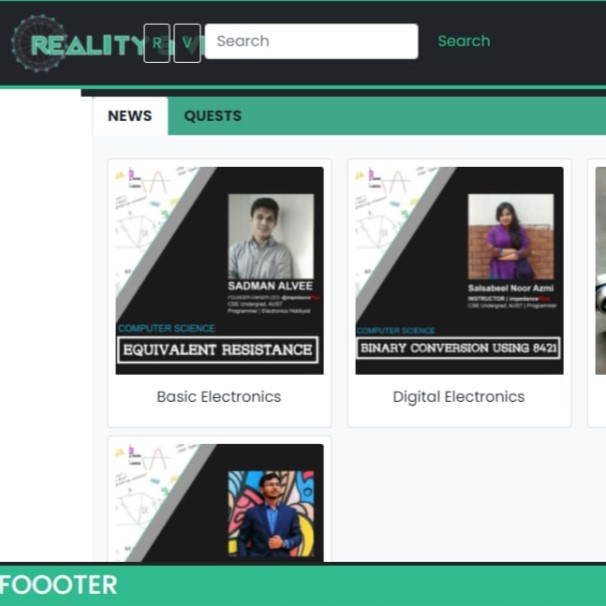 REALITY
R V Search Search
NEWS QUESTS
SADMAN ALVEE
FOUNDER-OWNER-CEO
CSE Undergrad, AUST
Programmer | Electronics Hobbyist
COMPUTER SCIENCE
EQUIVALENT RESISTANCE
Basic Electronics
Salsabeel Noor Azmi
INSTRUCTOR | impedancePlus
CSE Undergrad, AUST | Programmer
COMPUTER SCIENCE
BINARY CONVERSION USING 8421
Digital Electronics
FOOOTER